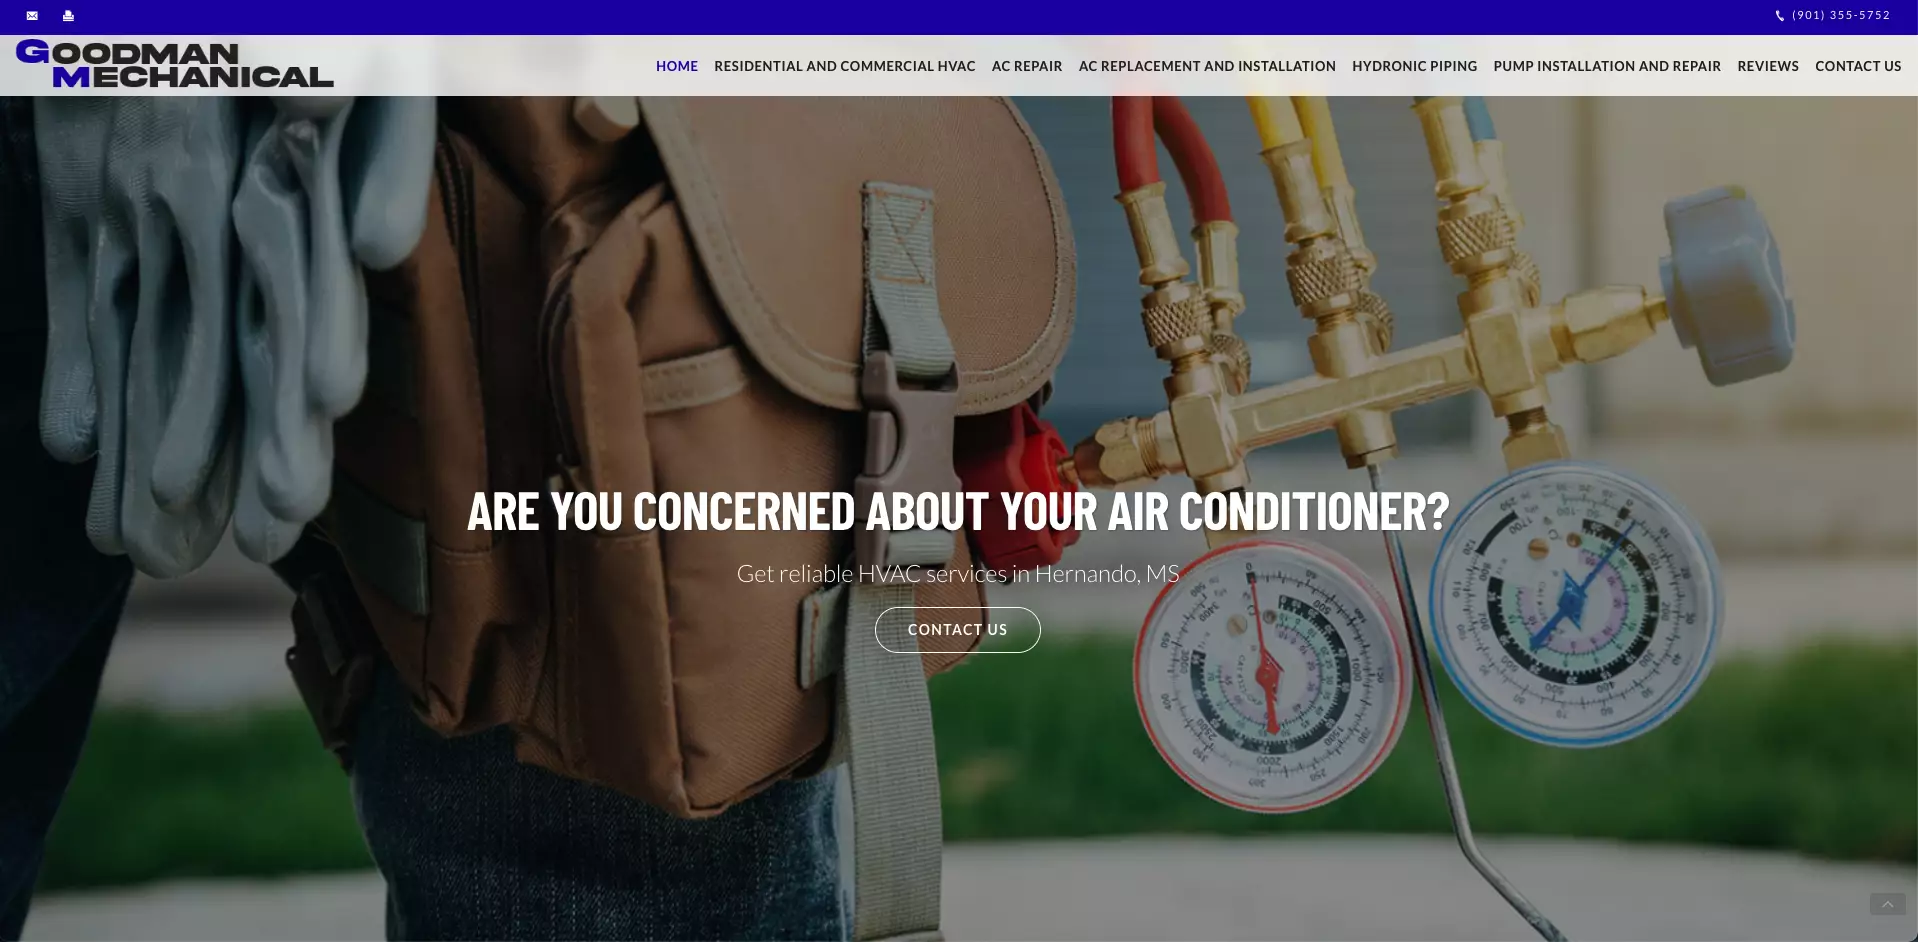 (901) 355-5752
GOODMAN
MECHANICAL
HOME RESIDENTIAL AND COMMERCIAL HVAC AC REPAIR AC REPLACEMENT AND INSTALLATION HYDRONIC PIPING PUMP INSTALLATION AND REPAIR REVIEWS CONTACT US
ARE YOU CONCERNED ABOUT YOUR AIR CONDITIONER?
Get reliable HVAC services in Hernando, MS
CONTACT US